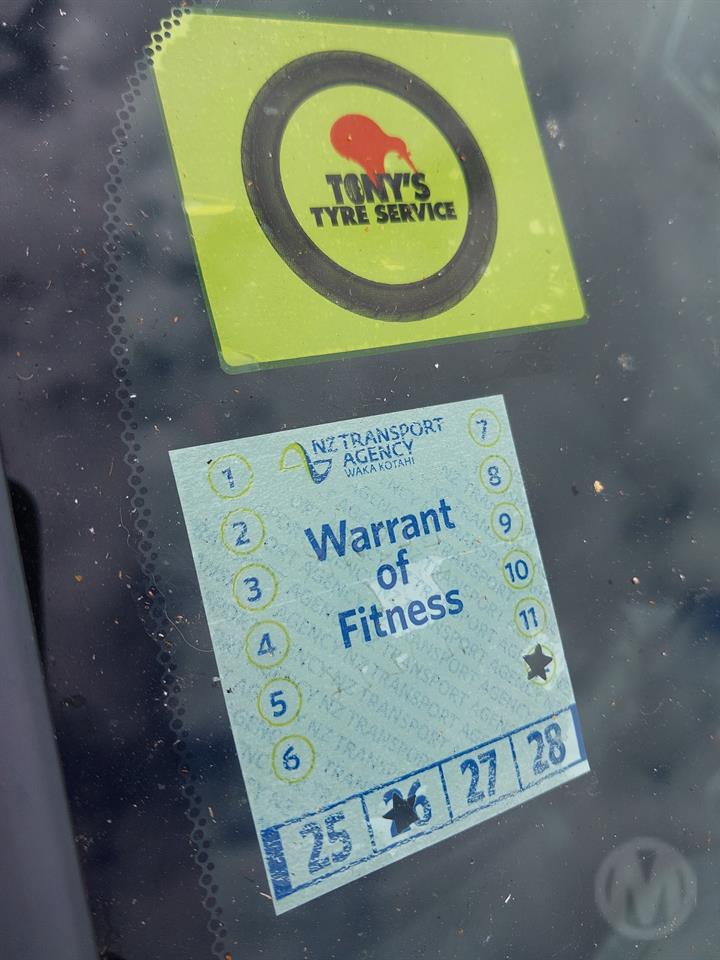 TONY'S
TYRE SERVICE
NZ TRANSPORT
AGENCY
WAKA KOTAHI
Warrant
of
Fitness
1
2
3
4
5
6
7
8
9
10
11
25
26
27
28
M